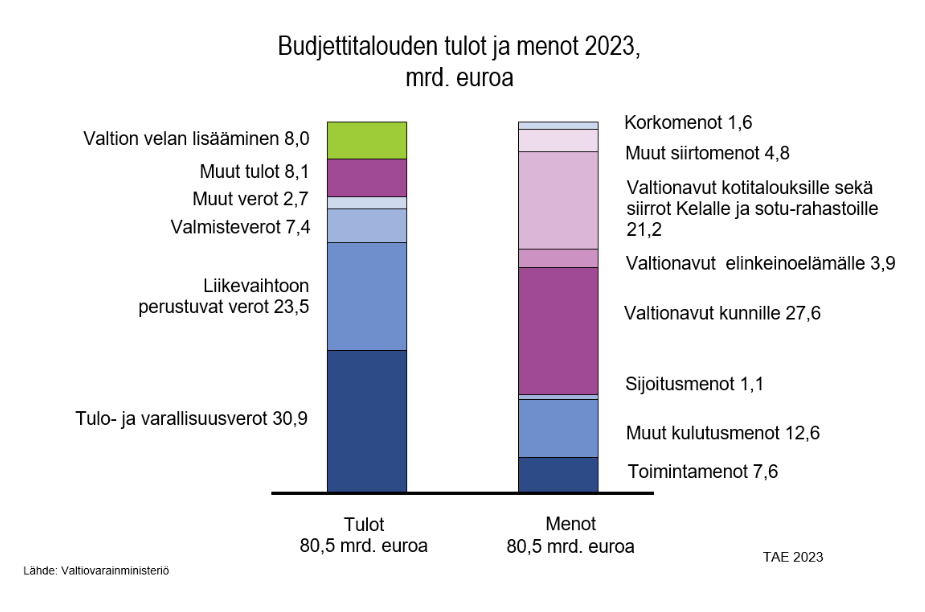 Budjettitalouden tulot ja menot 2023,
mrd. euroa
Valtion velan lisääminen 8,0
Muut tulot 8,1
Muut verot 2,7
Valmisteverot 7,4
Liikevaihtoon
perustuvat verot 23,5
Tulo- ja varallisuusverot 30,9
Korkomenot 1,6
Muut siirtomenot 4,8
Valtionavut kotitalouksille sekä
siirrot Kelalle ja sotu-rahastoille
21,2
Valtionavut elinkeinoelämälle 3,9
Valtionavut kunnille 27,6
Sijoitusmenot 1,1
Muut kulutusmenot 12,6
Toimintamenot 7,6
Tulot
80,5 mrd. euroa
Menot
80,5 mrd. euroa
TAE 2023
Lähde: Valtiovarainministeriö